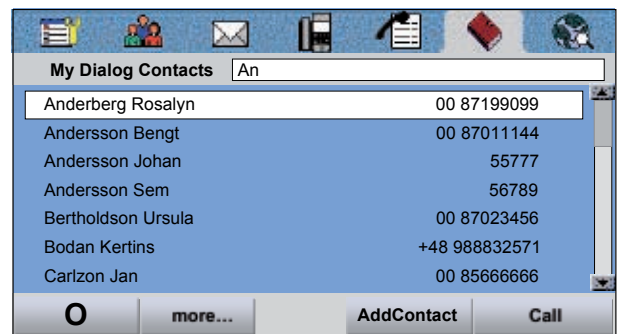 My Dialog Contacts An
Anderberg Rosalyn 00 87199099
Andersson Bengt 00 87011144
Andersson Johan 55777
Andersson Sem 56789
Bertholdson Ursula 00 87023456
Bodan Kertins +48 988832571
Carlzon Jan 00 85666666
O more... AddContact Call